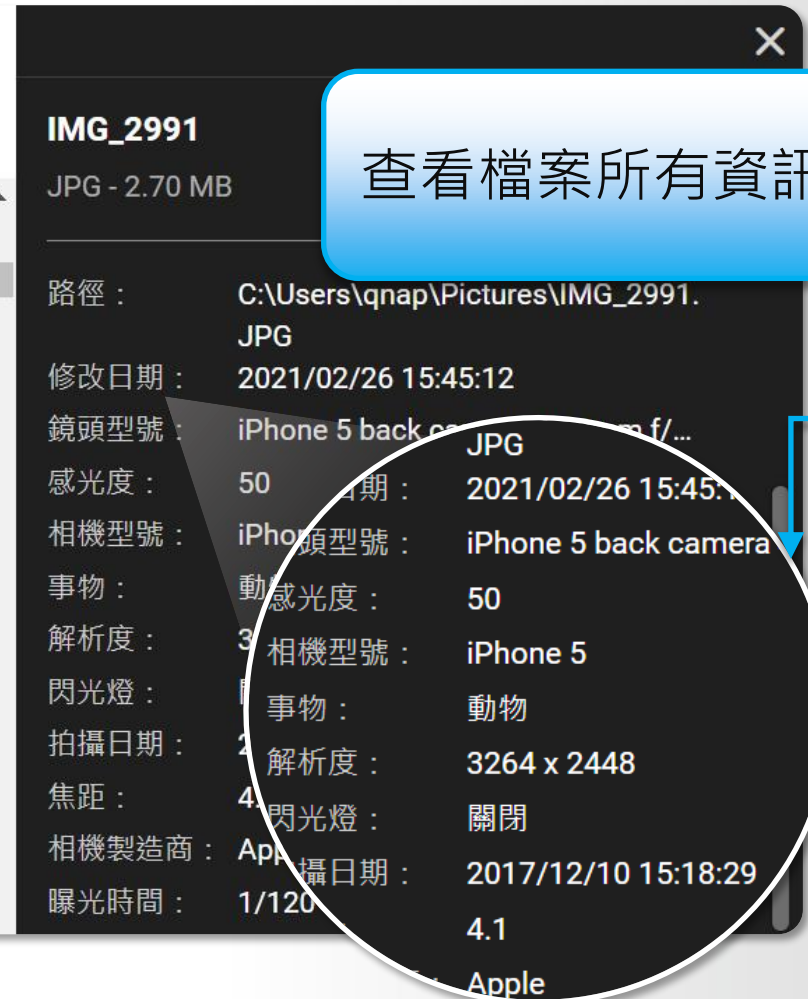 IMG_2991
JPG - 2.70 MB
查看檔案所有資訊
路徑： C:\Users\qnap\Pictures\IMG_2991.
JPG
修改日期： 2021/02/26 15:45:12
鏡頭型號： iPhone 5 back f/...
感光度： 50
相機型號：
事物：
解析度：
閃光燈：
拍攝日期：
焦距：
相機製造商：
曝光時間： 1/120
JPG
日期： 2021/02/26 15:45:
頭型號： iPhone 5 back camera
感光度： 50
相機型號： iPhone 5
事物： 動物
解析度： 3264 x 2448
閃光燈： 關閉
攝日期： 2017/12/10 15:18:29
4.1
Apple